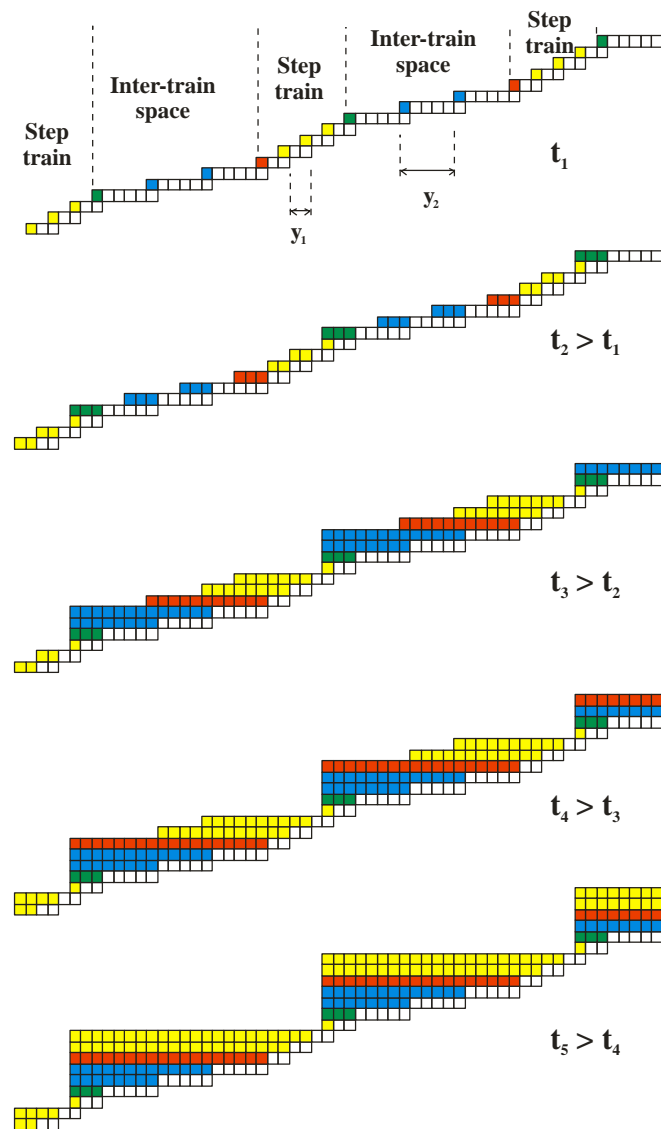 Step
train
Inter-train
space
Step
train
Inter-train
space
Step
train
t₁
y₁
y₂
t₂ > t₁
t₃ > t₂
t₄ > t₃
t₅ > t₄